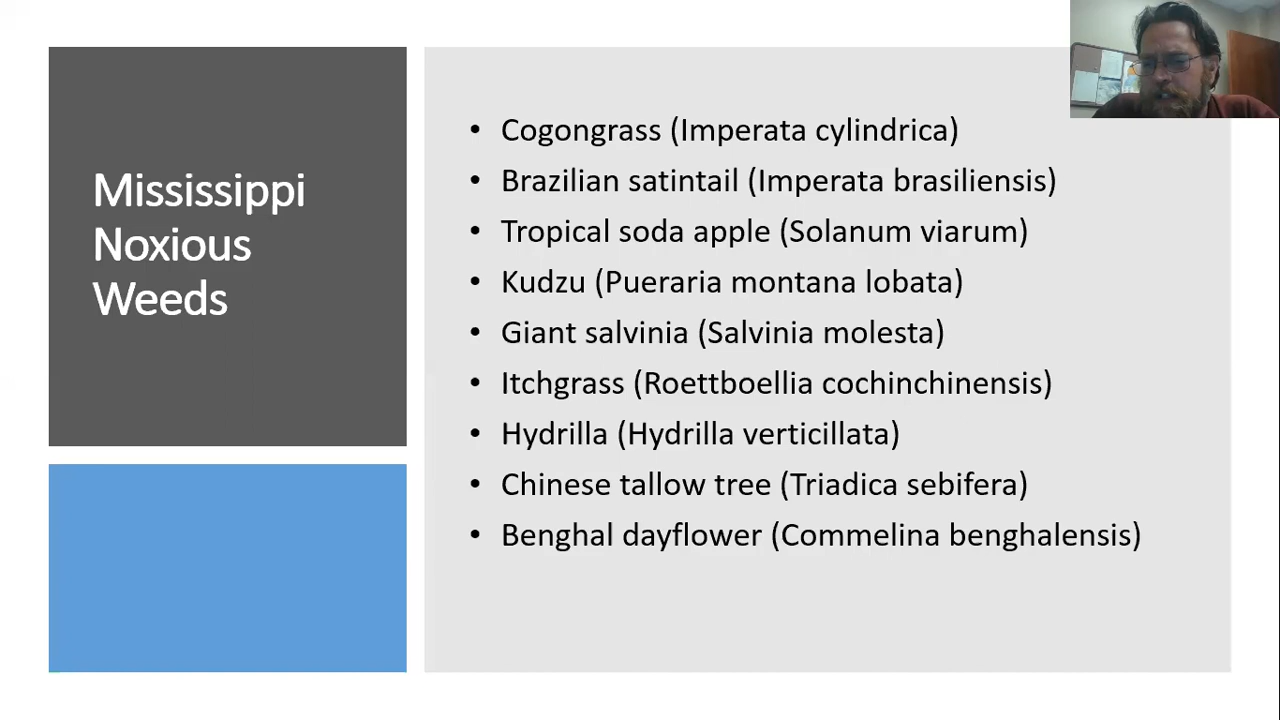 Mississippi
Noxious
Weeds
• Cogongrass (Imperata cylindrica)
• Brazilian satintail (Imperata brasiliensis)
• Tropical soda apple (Solanum viarum)
• Kudzu (Pueraria montana lobata)
• Giant salvinia (Salvinia molesta)
• Itchgrass (Roettboellia cochinchinensis)
• Hydrilla (Hydrilla verticillata)
• Chinese tallow tree (Triadica sebifera)
• Benghal dayflower (Commelina benghalensis)